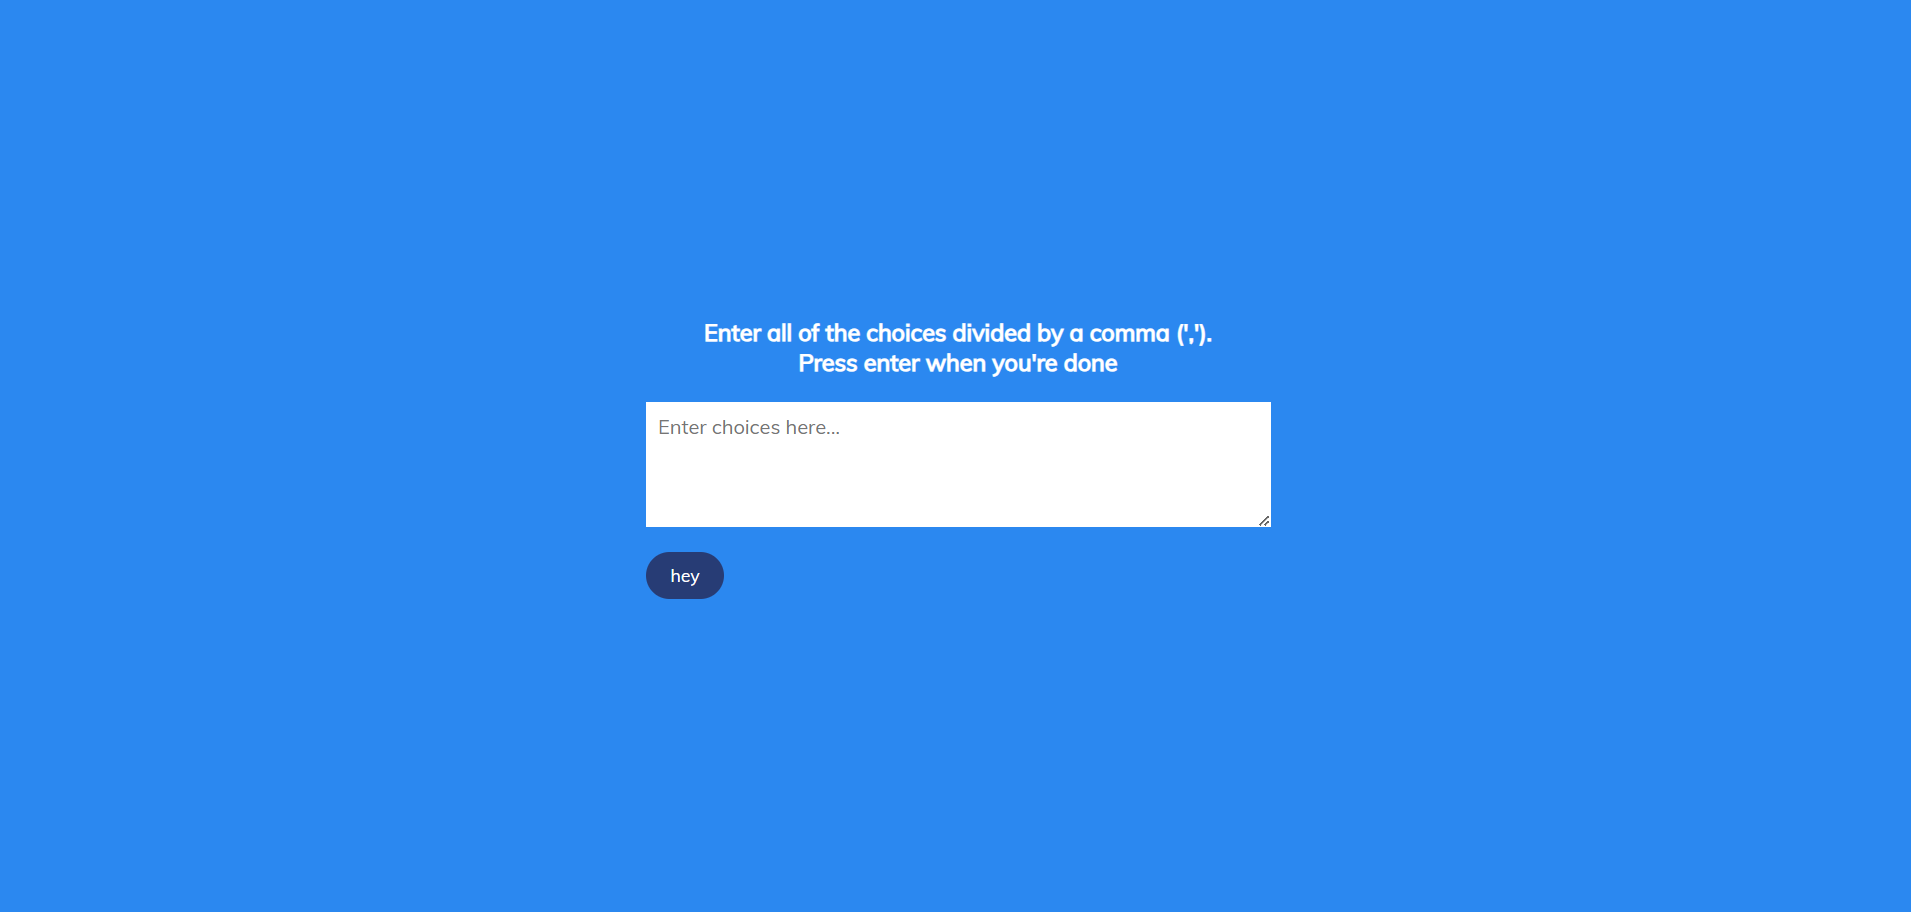 Enter all of the choices divided by a comma (',').
Press enter when you're done
Enter choices here...
hey